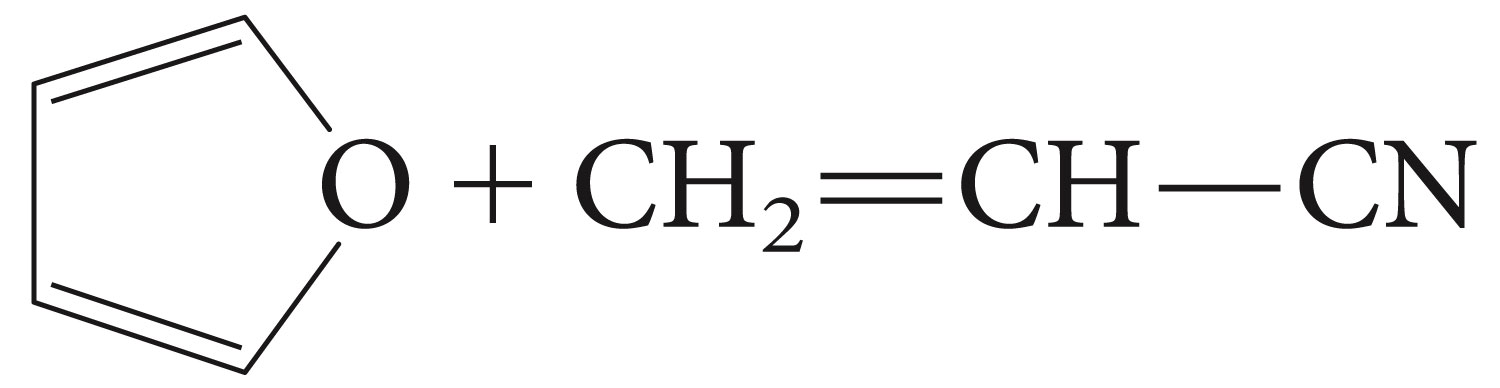 O + CH₂=CH—CN